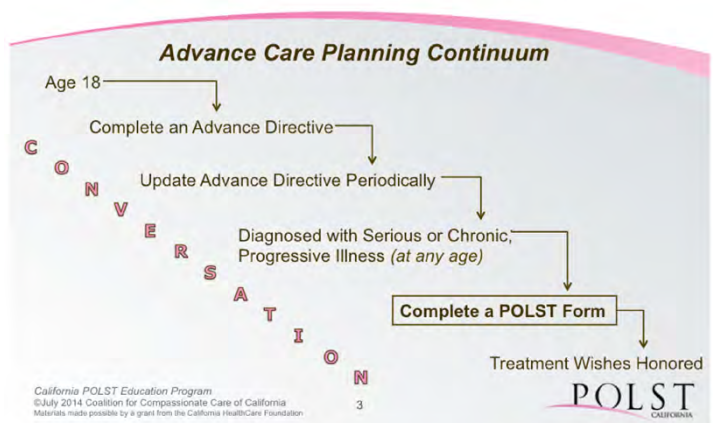 Advance Care Planning Continuum
Age 18
Complete an Advance Directive
Update Advance Directive Periodically
Diagnosed with Serious or Chronic,
Progressive Illness (at any age)
Complete a POLST Form
Treatment Wishes Honored
CONVERSATION
California POLST Education Program
©July 2014 Coalition for Compassionate Care of California
Materials made possible by a grant from the California HealthCare Foundation
3
POLST
CALIFORNIA